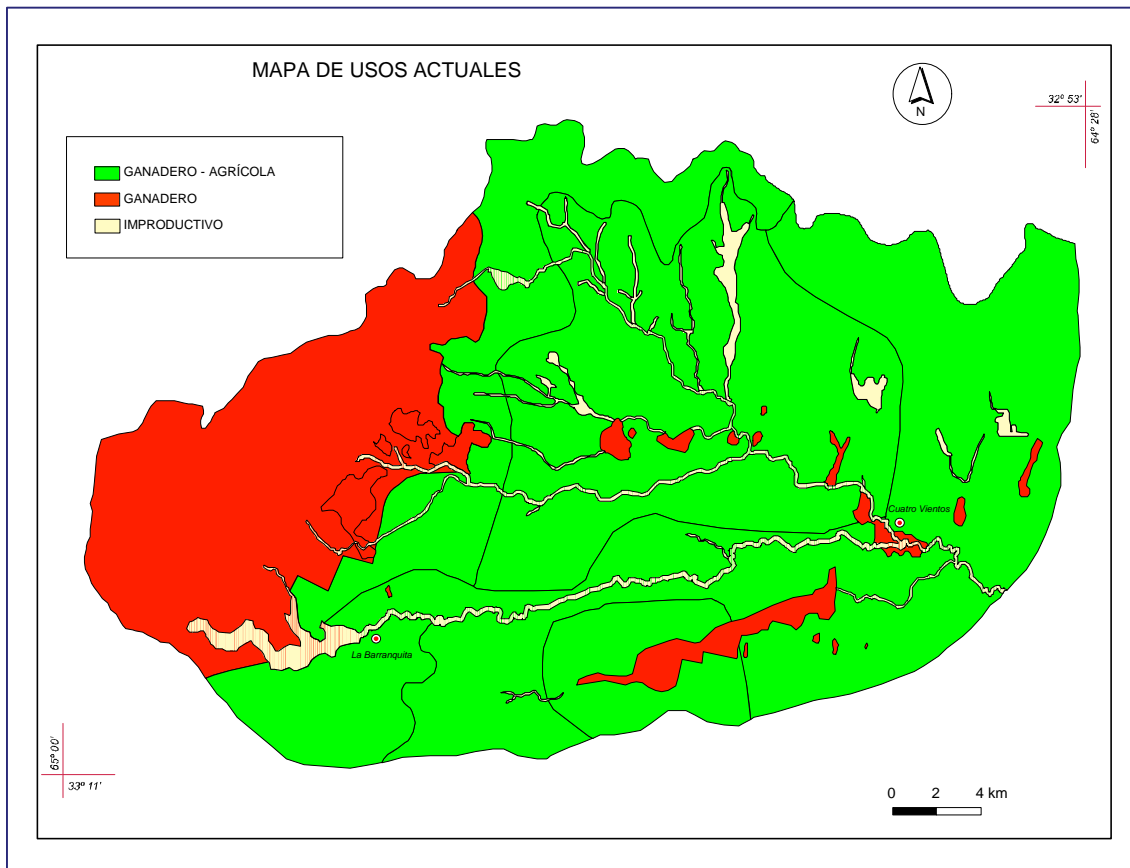 MAPA DE USOS ACTUALES
N
32º 53'
64º 28'
GANADERO - AGRÍCOLA
GANADERO
IMPRODUCTIVO
Cuatro Vientos
La Barranquita
65º 00'
33º 11'
0 2 4 km